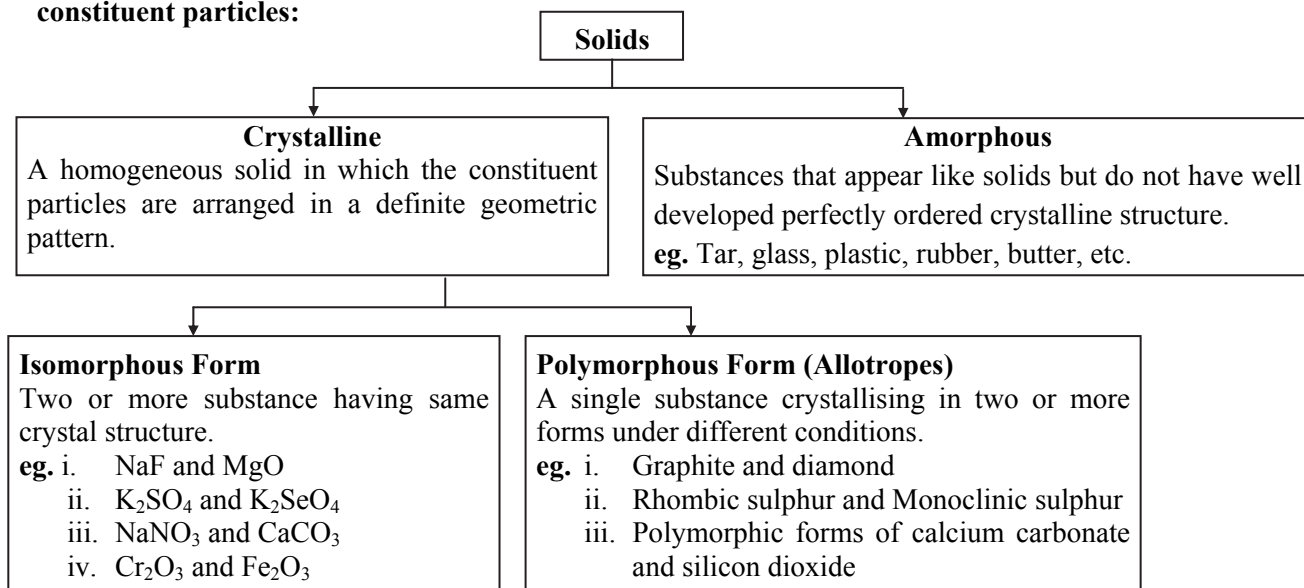 constituent particles:
Solids
Crystalline
A homogeneous solid in which the constituent
particles are arranged in a definite geometric
pattern.
Amorphous
Substances that appear like solids but do not have well
developed perfectly ordered crystalline structure.
eg. Tar, glass, plastic, rubber, butter, etc.
Isomorphous Form
Two or more substance having same
crystal structure.
eg. i. NaF and MgO
ii. K₂SO₄ and K₂SeO₄
iii. NaNO₃ and CaCO₃
iv. Cr₂O₃ and Fe₂O₃
Polymorphous Form (Allotropes)
A single substance crystallising in two or more
forms under different conditions.
eg. i. Graphite and diamond
ii. Rhombic sulphur and Monoclinic sulphur
iii. Polymorphic forms of calcium carbonate
and silicon dioxide